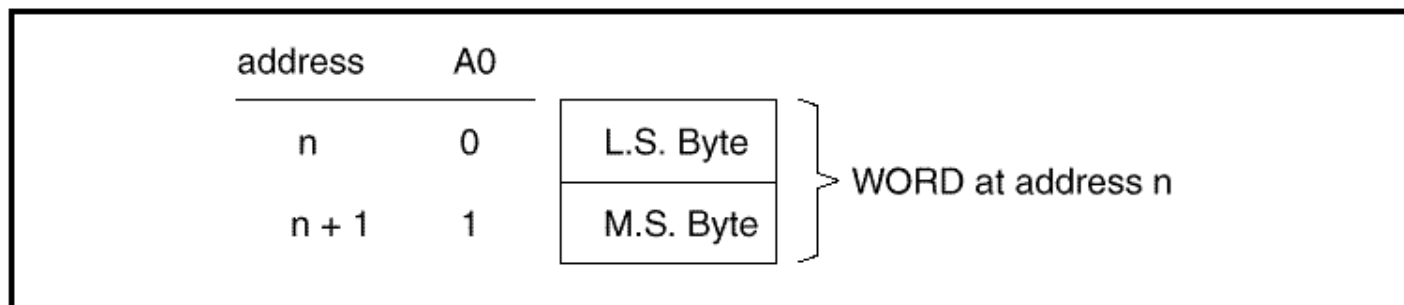 address A0
n 0 L.S. Byte
WORD at address n
n + 1 1 M.S. Byte